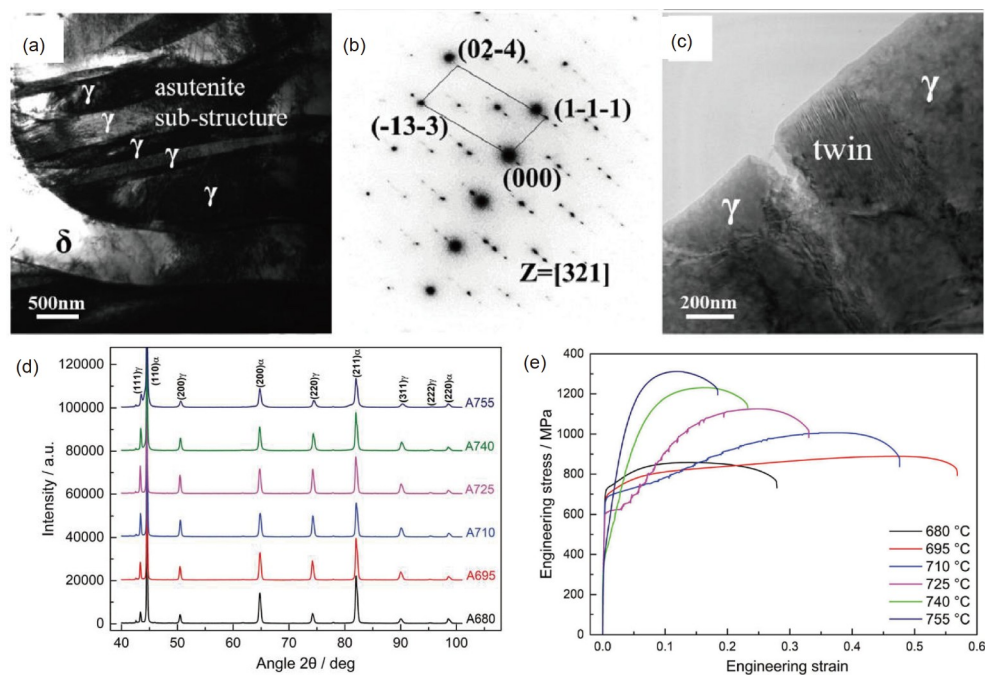 (a)
γ
asutenite
γ
sub-structure
γ
γ
γ
δ
500nm
(b)
(02-4)
(1-1-1)
(-13-3)
(000)
Z=[321]
(c)
γ
twin
γ
200nm
(d)
120000
100000
80000
60000
40000
20000
0
Intensity / a.u.
(111)γ
(110)α
(200)γ
(200)α
(220)γ
(211)α
(311)γ
(222)γ
(220)α
A755
A740
A725
A710
A695
A680
40 50 60 70 80 90 100
Angle 2θ / deg
(e)
1400
1200
1000
800
600
400
200
0
Engineering stress / MPa
680 °C
695 °C
710 °C
725 °C
740 °C
755 °C
0.0 0.1 0.2 0.3 0.4 0.5 0.6
Engineering strain